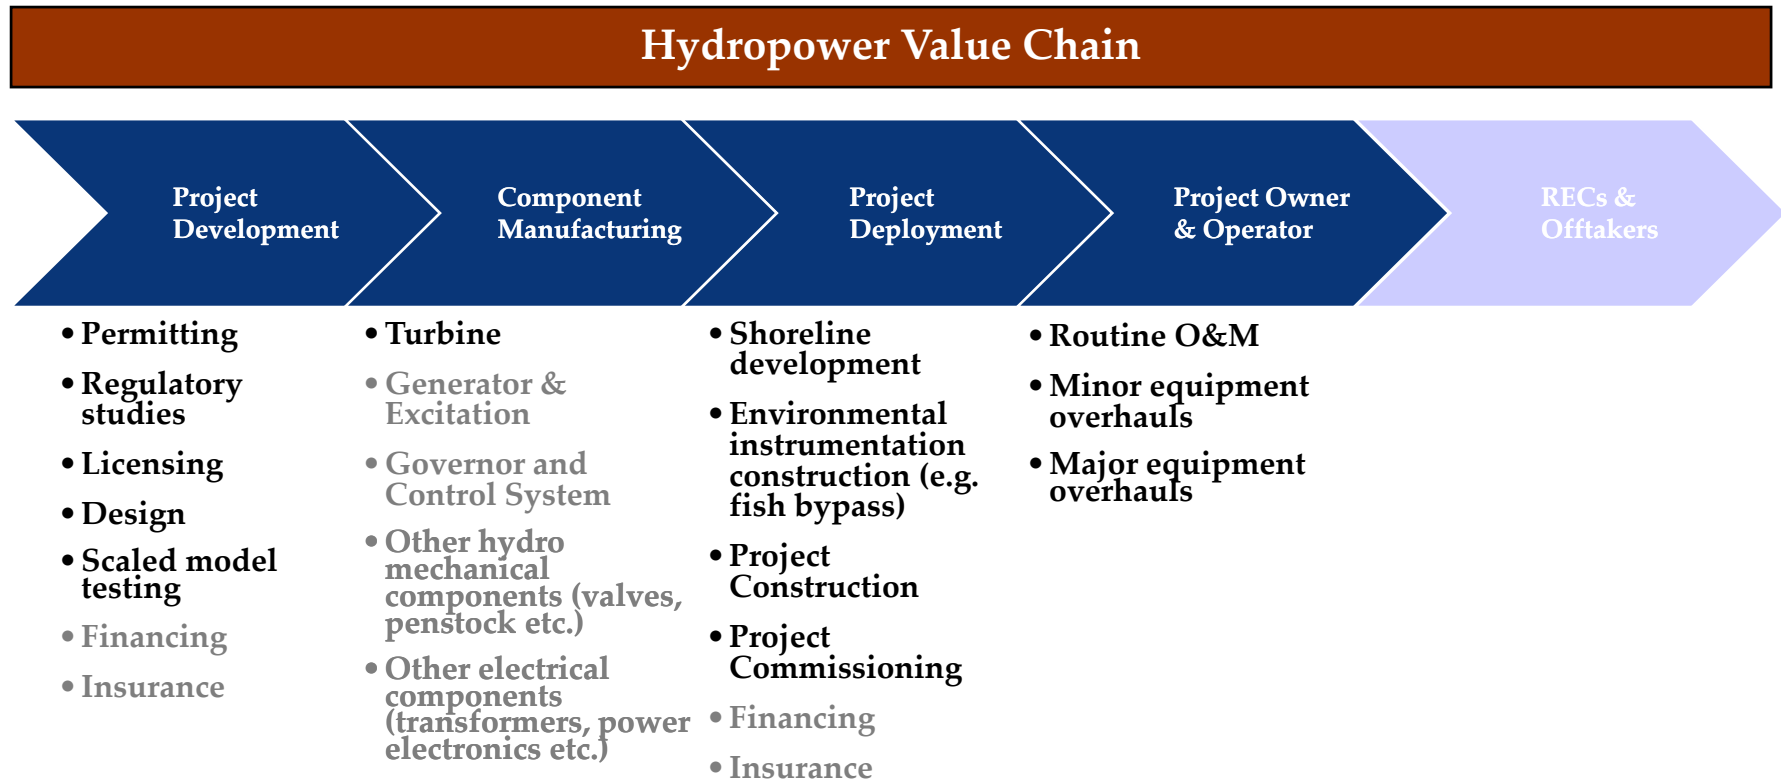 Hydropower Value Chain
Project
Development
Component
Manufacturing
Project
Deployment
Project Owner
& Operator
RECs &
Offtakers
• Permitting
• Regulatory
studies
• Licensing
• Design
• Scaled model
testing
• Financing
• Insurance
• Turbine
• Generator &
Excitation
• Governor and
Control System
• Other hydro
mechanical
components (valves,
penstock etc.)
• Other electrical
components
(transformers, power
electronics etc.)
• Shoreline
development
• Environmental
instrumentation
construction (e.g.
fish bypass)
• Project
Construction
• Project
Commissioning
• Financing
• Insurance
• Routine O&M
• Minor equipment
overhauls
• Major equipment
overhauls